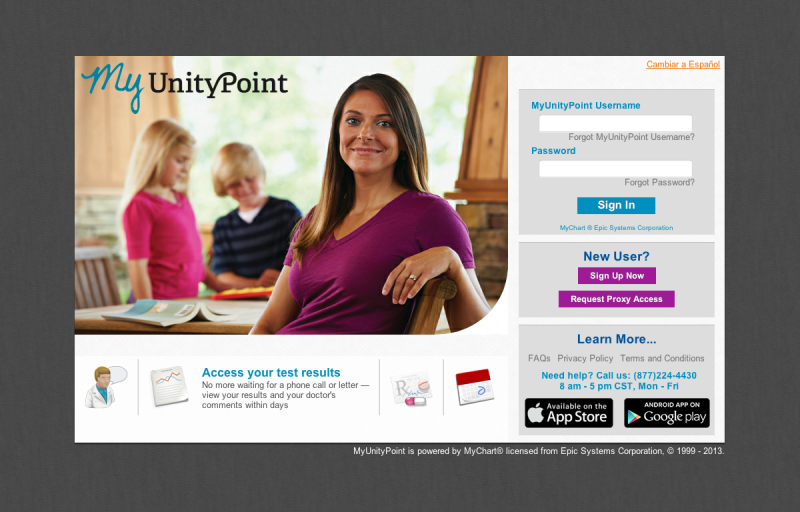 My UnityPoint
Cambiar a Español
MyUnityPoint Username
Forgot MyUnityPoint Username?
Password
Forgot Password?
Sign In
MyChart ® Epic Systems Corporation
New User?
Sign Up Now
Request Proxy Access
Learn More...
FAQs Privacy Policy Terms and Conditions
Need help? Call us: (877)224-4430
8 am - 5 pm CST, Mon - Fri
Available on the
App Store
ANDROID APP ON
Google play
Access your test results
No more waiting for a phone call or letter —
view your results and your doctor's
comments within days
MyUnityPoint is powered by MyChart® licensed from Epic Systems Corporation, © 1999 - 2013.